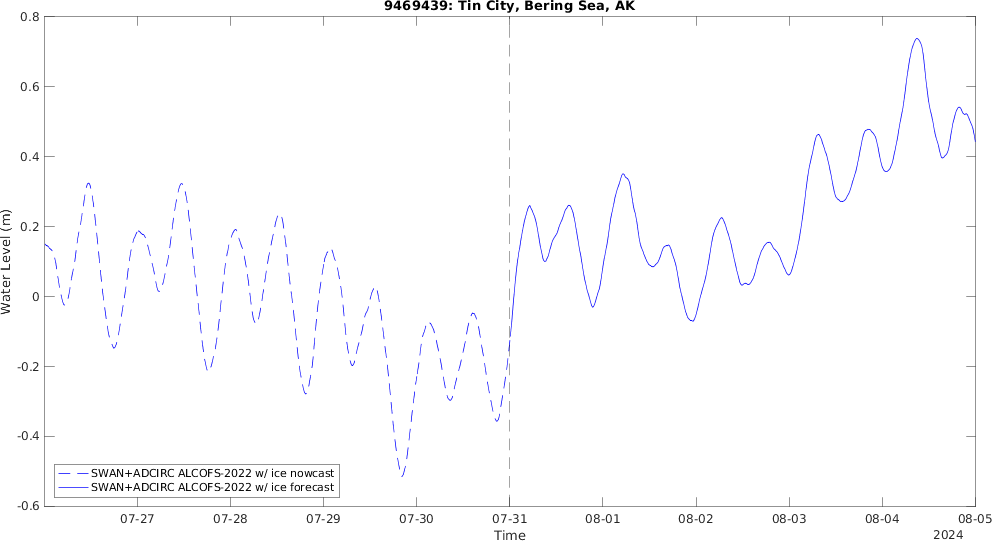 9469439: Tin City, Bering Sea, AK
Water Level (m)
0.8
0.6
0.4
0.2
0
-0.2
-0.4
-0.6
SWAN+ADCIRC ALCOFS-2022 w/ ice nowcast
SWAN+ADCIRC ALCOFS-2022 w/ ice forecast
07-27 07-28 07-29 07-30 07-31 08-01 08-02 08-03 08-04 08-05
Time
2024